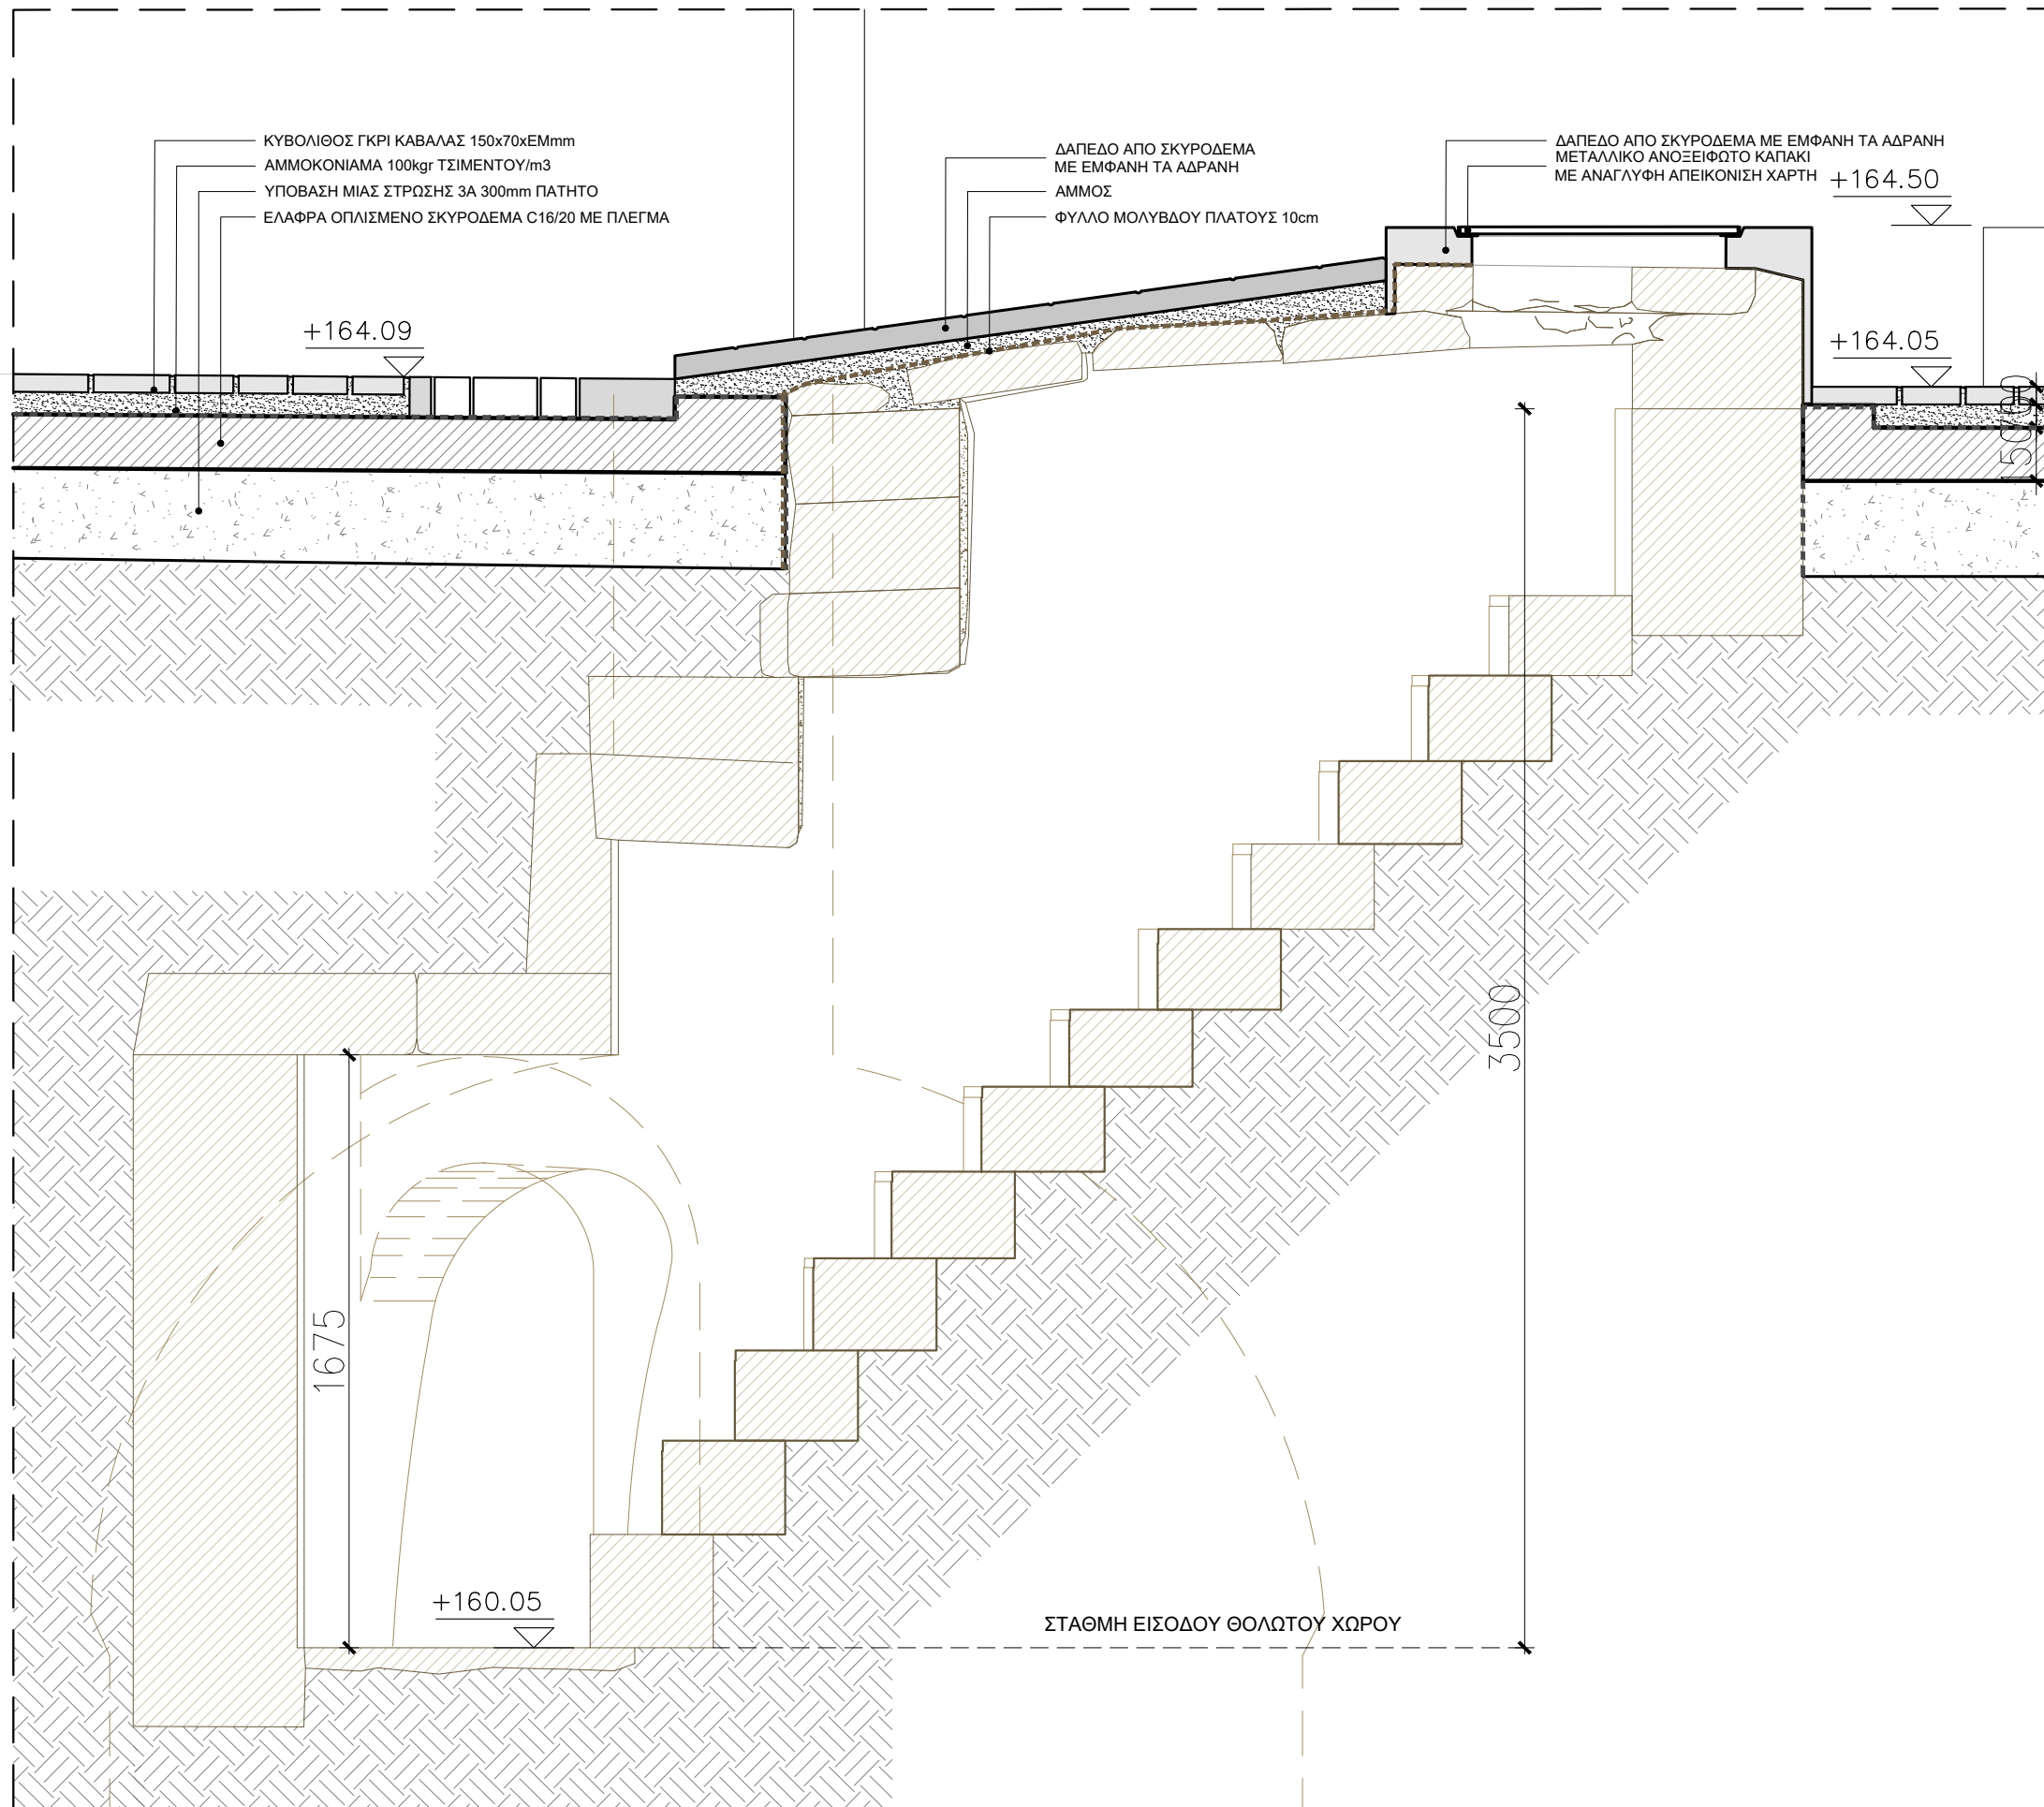 ΚΥΒΟΛΙΘΟΣ ΓΚΡΙ ΚΑΒΑΛΑΣ 150x70xEMmm
ΑΜΜΟΚΟΝΙΑΜΑ 100kgr ΤΣΙΜΕΝΤΟΥ/m3
ΥΠΟΒΑΣΗ ΜΙΑΣ ΣΤΡΩΣΗΣ 3Α 300mm ΠΑΤΗΤΟ
ΕΛΑΦΡΑ ΟΠΛΙΣΜΕΝΟ ΣΚΥΡΟΔΕΜΑ C16/20 ΜΕ ΠΛΕΓΜΑ
ΔΑΠΕΔΟ ΑΠΟ ΣΚΥΡΟΔΕΜΑ
ΜΕ ΕΜΦΑΝΗ ΤΑ ΑΔΡΑΝΗ
ΑΜΜΟΣ
ΦΥΛΛΟ ΜΟΛΥΒΔΟΥ ΠΛΑΤΟΥΣ 10cm
ΔΑΠΕΔΟ ΑΠΟ ΣΚΥΡΟΔΕΜΑ ΜΕ ΕΜΦΑΝΗ ΤΑ ΑΔΡΑΝΗ
ΜΕΤΑΛΛΙΚΟ ΑΝΟΞΕΙΦΩΤΟ ΚΑΠΑΚΙ
ΜΕ ΑΝΑΓΛΥΦΗ ΑΠΕΙΚΟΝΙΣΗ ΧΑΡΤΗ
+164.50
+164.09
+164.05
3500
1675
+160.05
ΣΤΑΘΜΗ ΕΙΣΟΔΟΥ ΘΟΛΩΤΟΥ ΧΩΡΟΥ